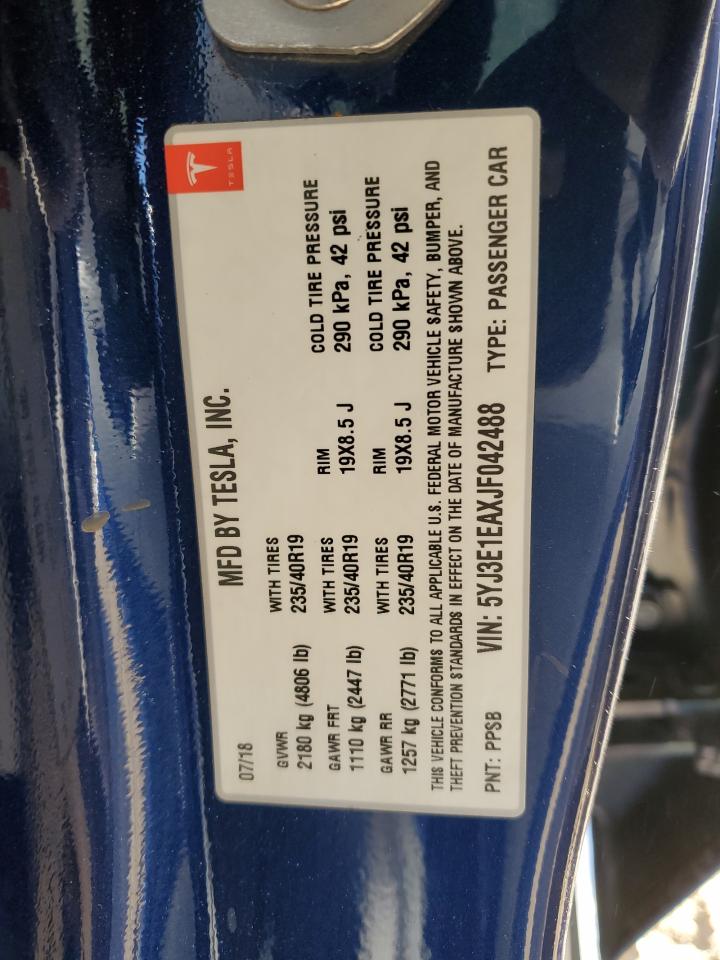 TESLA
07/18 MFD BY TESLA, INC.
GVWR WITH TIRES
2180 kg (4806 lb) 235/40R19
GAWR FRT WITH TIRES RIM COLD TIRE PRESSURE
1110 kg (2447 lb) 235/40R19 19X8.5 J 290 kPa, 42 psi
GAWR RR WITH TIRES RIM COLD TIRE PRESSURE
1257 kg (2771 lb) 235/40R19 19X8.5 J 290 kPa, 42 psi
THIS VEHICLE CONFORMS TO ALL APPLICABLE U.S. FEDERAL MOTOR VEHICLE SAFETY, BUMPER, AND
THEFT PREVENTION STANDARDS IN EFFECT ON THE DATE OF MANUFACTURE SHOWN ABOVE.
PNT: PPSB VIN: 5YJ3E1EAXJF042488 TYPE: PASSENGER CAR